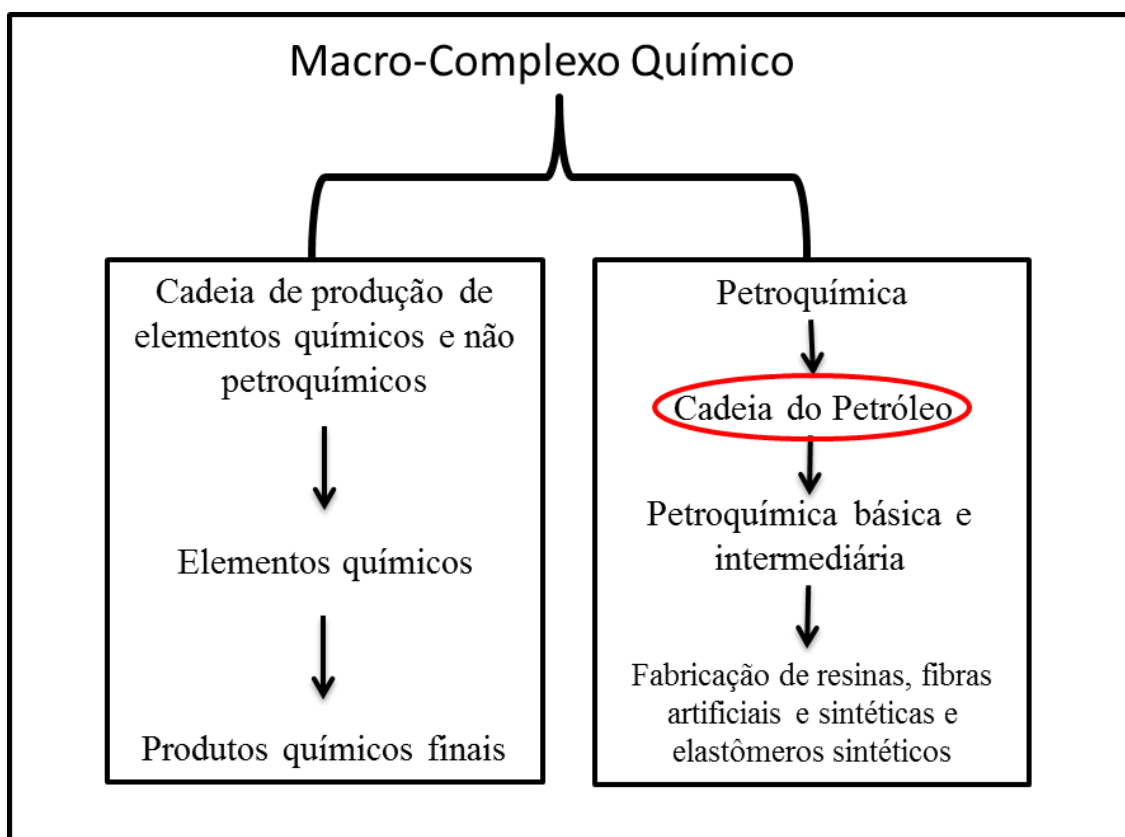 Macro-Complexo Químico
Cadeia de produção de
elementos químicos e não
petroquímicos
Elementos químicos
Produtos químicos finais
Petroquímica
Cadeia do Petróleo
Petroquímica básica e
intermediária
Fabricação de resinas, fibras
artificiais e sintéticas e
elastômeros sintéticos